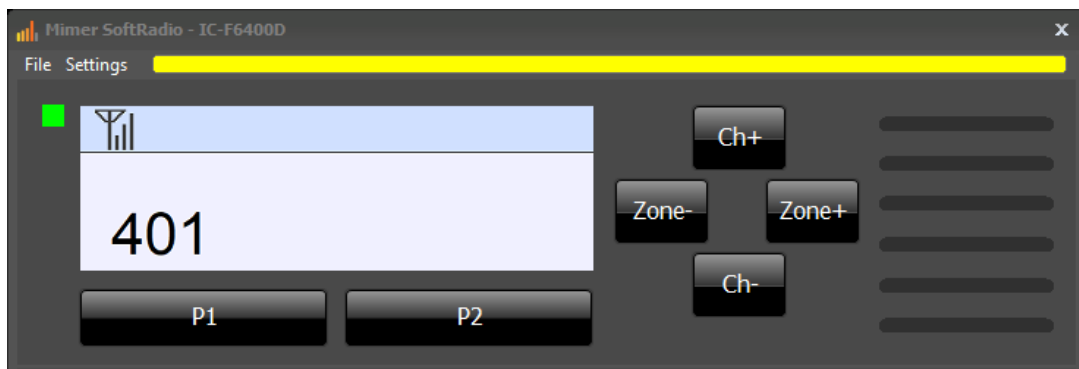 Mimer SoftRadio - IC-F6400D
x
File Settings
Ch+
Zone- Zone+
401
Ch-
P1 P2